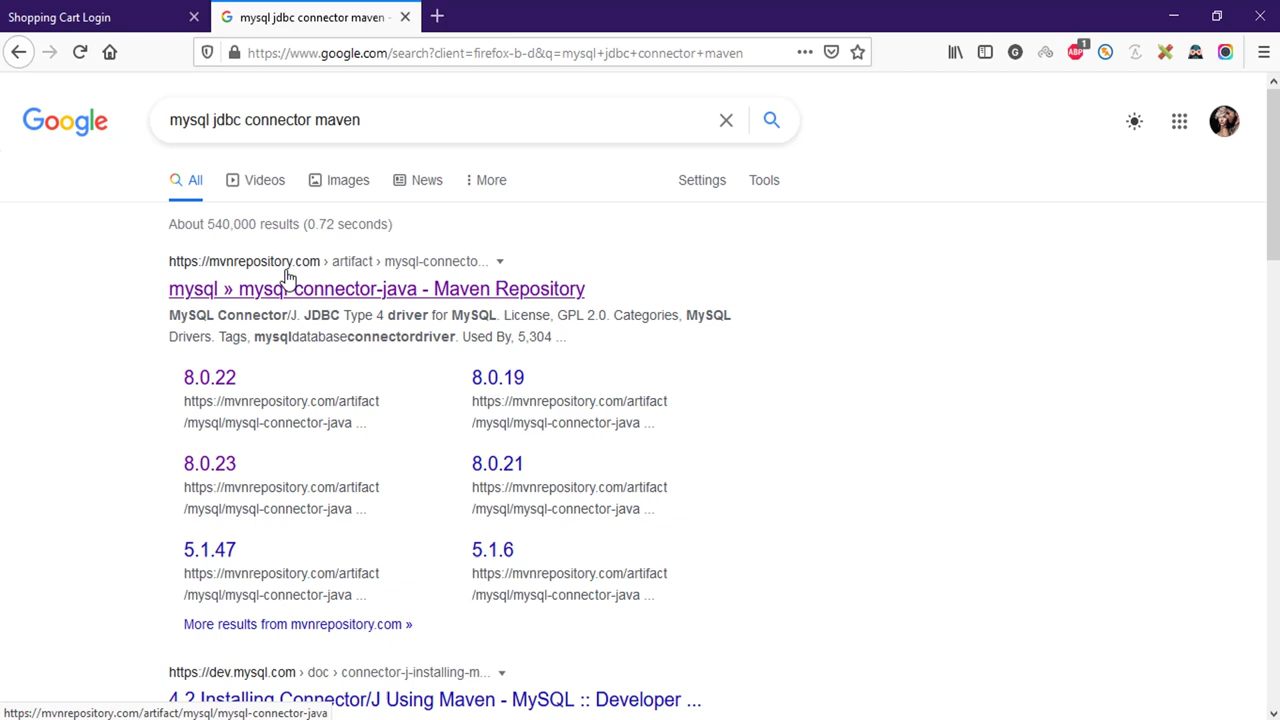 Shopping Cart Login
mysql jdbc connector maven -
https://www.google.com/search?client=firefox-b-d&q=mysql+jdbc+connector+maven
1
Google
mysql jdbc connector maven
All
Videos
Images
News
More
Settings
Tools
About 540,000 results (0.72 seconds)
https://mvnrepository.com › artifact › mysql-connecto...
mysql » mysql-connector-java - Maven Repository
MySQL Connector/J. JDBC Type 4 driver for MySQL. License, GPL 2.0. Categories, MySQL
Drivers. Tags, mysqldatabaseconnectordriver. Used By, 5,304 ...
8.0.22
https://mvnrepository.com/artifact
/mysql/mysql-connector-java ...
8.0.19
https://mvnrepository.com/artifact
/mysql/mysql-connector-java ...
8.0.23
https://mvnrepository.com/artifact
/mysql/mysql-connector-java ...
8.0.21
https://mvnrepository.com/artifact
/mysql/mysql-connector-java ...
5.1.47
https://mvnrepository.com/artifact
/mysql/mysql-connector-java ...
5.1.6
https://mvnrepository.com/artifact
/mysql/mysql-connector-java ...
More results from mvnrepository.com »
https://dev.mysql.com › doc › connector-j-installing-m...
4.2 Installing Connector/J Using Maven - MySQL :: Developer ...
https://mvnrepository.com/artifact/mysql/mysql-connector-java